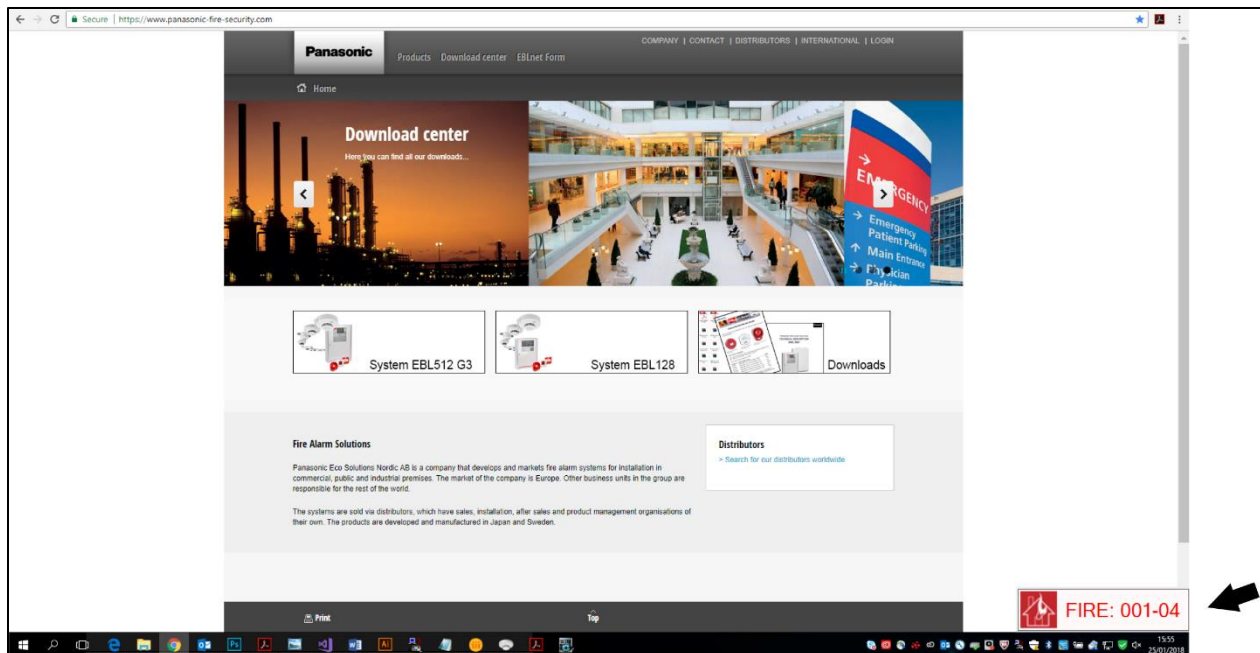 Secure | https://www.panasonic-fire-security.com
COMPANY | CONTACT | DISTRIBUTORS | INTERNATIONAL | LOGIN
Panasonic
Products Download center EBLnet Form
Home
Download center
Here you can find all our downloads...
EMERGENCY
Emergency
Patient Parking
Main Entrance
Physician
Parking
System EBL512 G3
System EBL128
Downloads
Fire Alarm Solutions
Panasonic Eco Solutions Nordic AB is a company that develops and markets fire alarm systems for installation in
commercial, public and industrial premises. The market of the company is Europe. Other business units in the group are
responsible for the rest of the world.
The systems are sold via distributors, which have sales, installation, after sales and product management organisations of
their own. The products are developed and manufactured in Japan and Sweden.
Distributors
> Search for our distributors worldwide.
Print
Top
FIRE: 001-04
15:55
25/01/2018